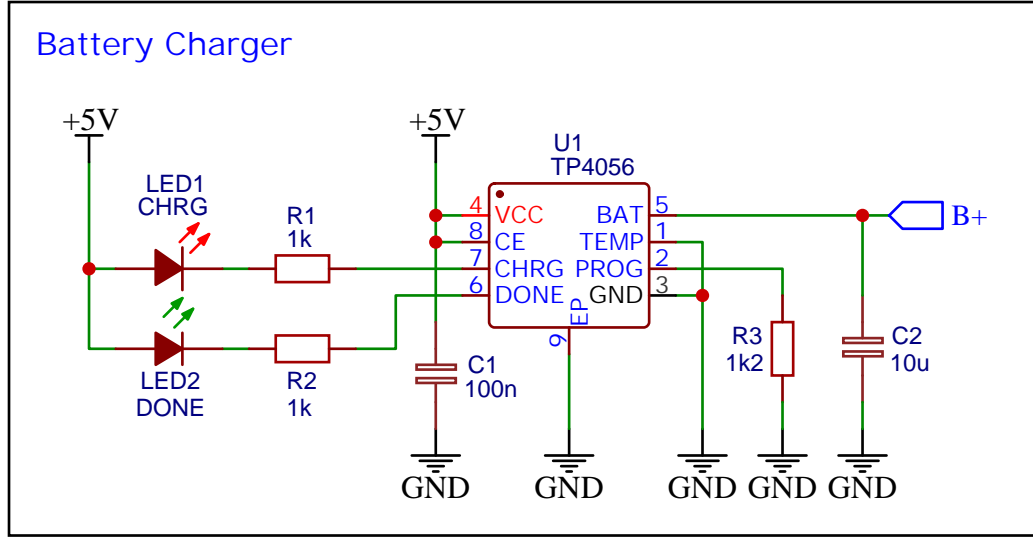 Battery Charger
+5V
+5V
LED1
CHRG
R1
1k
LED2
DONE
R2
1k
U1
TP4056
4
VCC
8
CE
7
CHRG
6
DONE
BAT
5
TEMP
1
PROG
2
GND
3
EP
9
B+
C1
100n
R3
1k2
C2
10u
GND
GND
GND
GND
GND